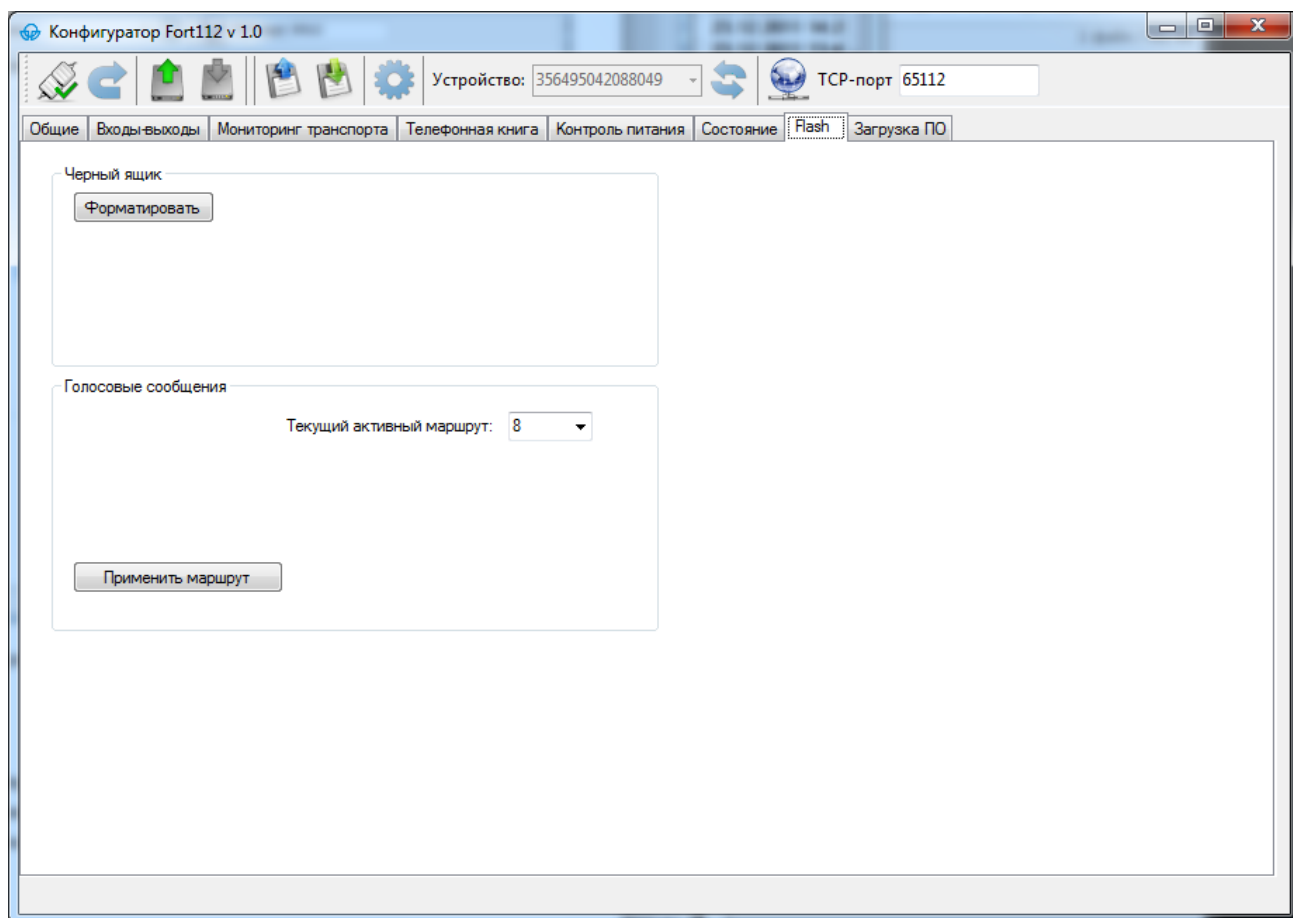 Конфигуратор Fort112 v 1.0
Устройство: 356495042088049 TCP-порт 65112
Общие Входы-выходы Мониторинг транспорта Телефонная книга Контроль питания Состояние Flash Загрузка ПО
Черный ящик
Форматировать
Голосовые сообщения
Текущий активный маршрут: 8
Применить маршрут